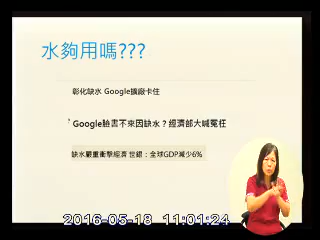 水夠用嗎???
彰化缺水 Google擴廠卡住
Google臉書不來因缺水？經濟部大喊冤枉
缺水嚴重衝擊經濟 世銀：全球GDP減少6%
2016-05-18 11:01:24